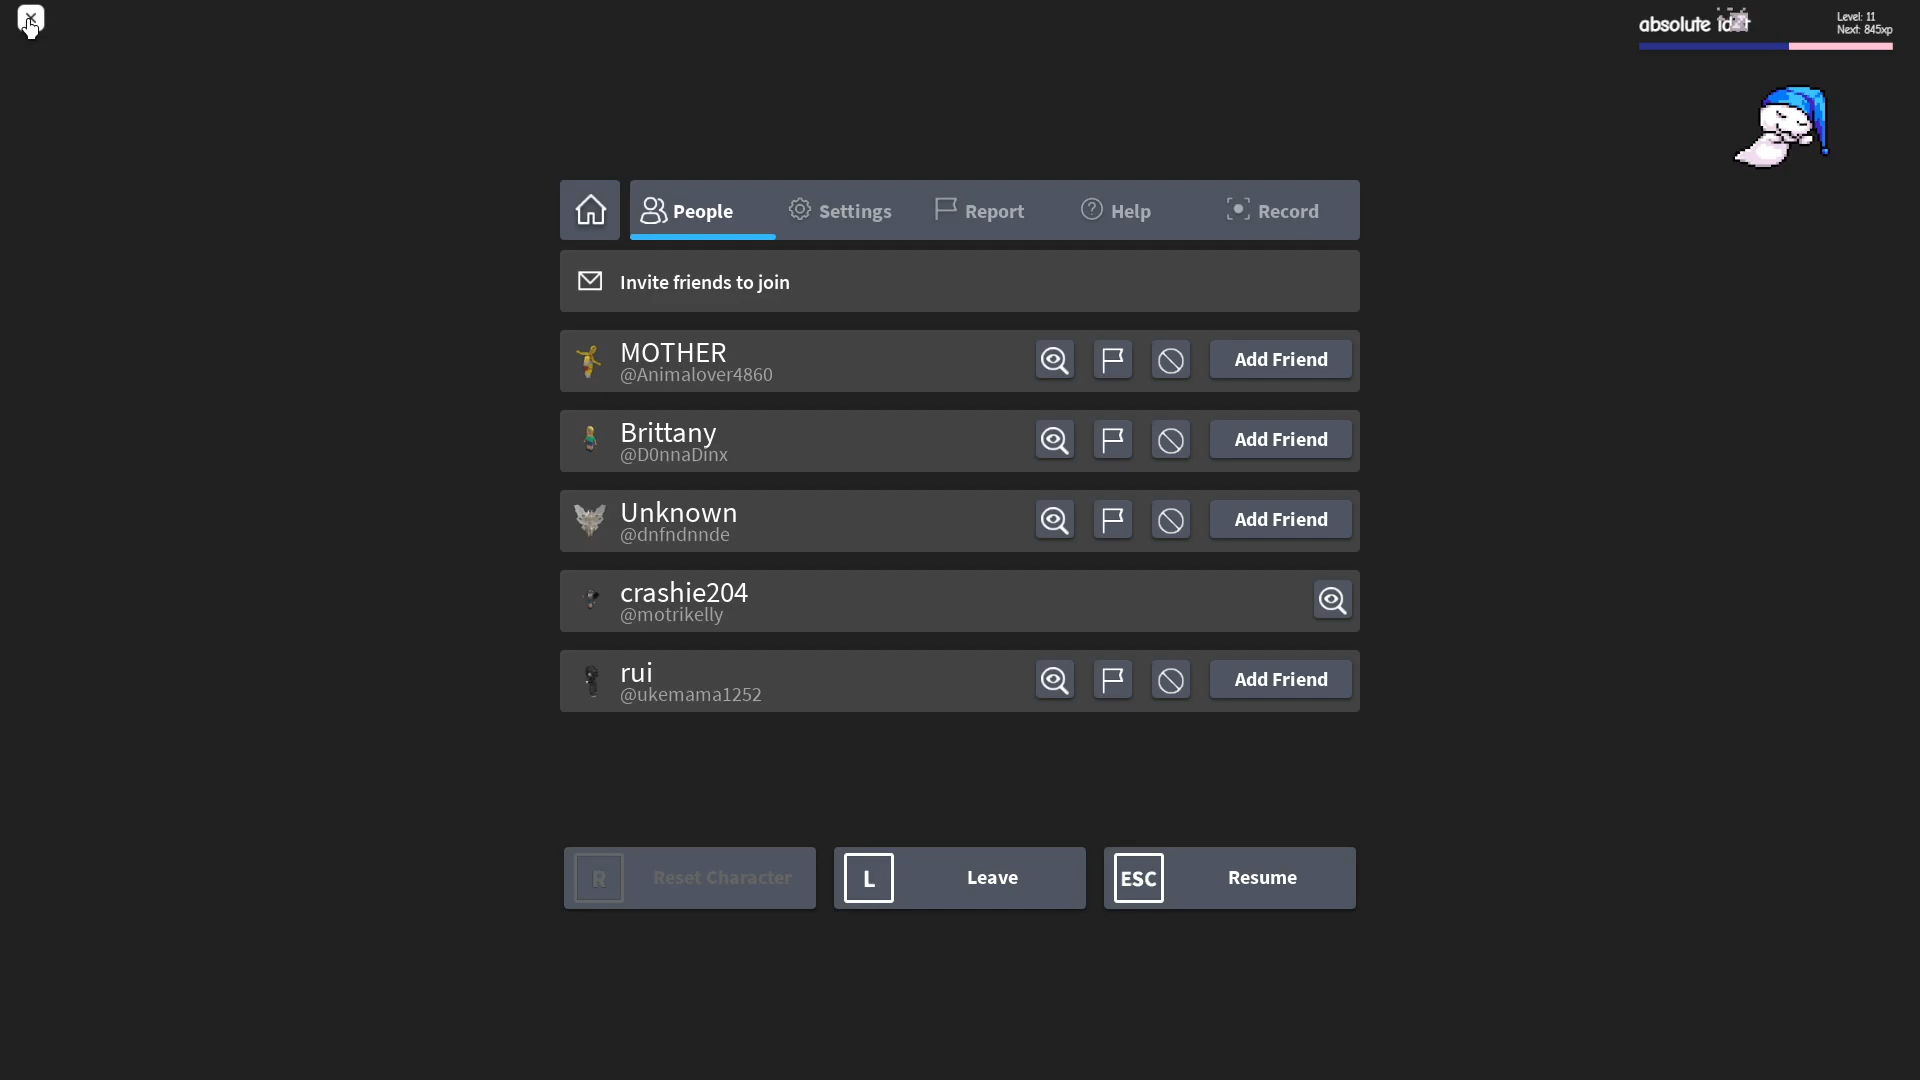 absolute
Level: 11
Next: 845xp
People
Settings
Report
Help
Record
Invite friends to join
MOTHER
@Animalover4860
Add Friend
Brittany
@D0nnaDinx
Add Friend
Unknown
@dnfndnnde
Add Friend
crashie204
@motrikelly
rui
@ukemama1252
Add Friend
R Reset Character
L Leave
ESC Resume